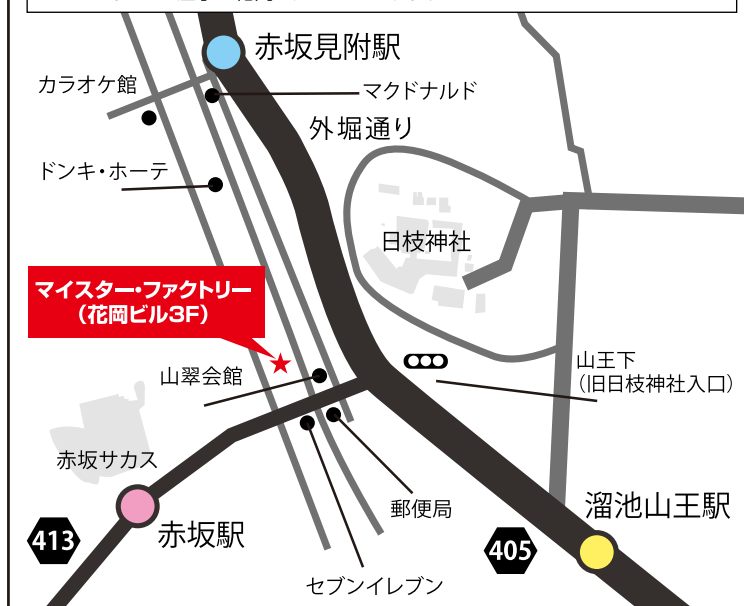 赤坂見附駅
カラオケ館
マクドナルド
外堀通り
ドンキ・ホーテ
日枝神社
マイスター・ファクトリー
（花岡ビル3F）
山翠会館
山王下
（旧日枝神社入口）
赤坂サカス
郵便局
溜池山王駅
赤坂駅
413
405
セブンイレブン